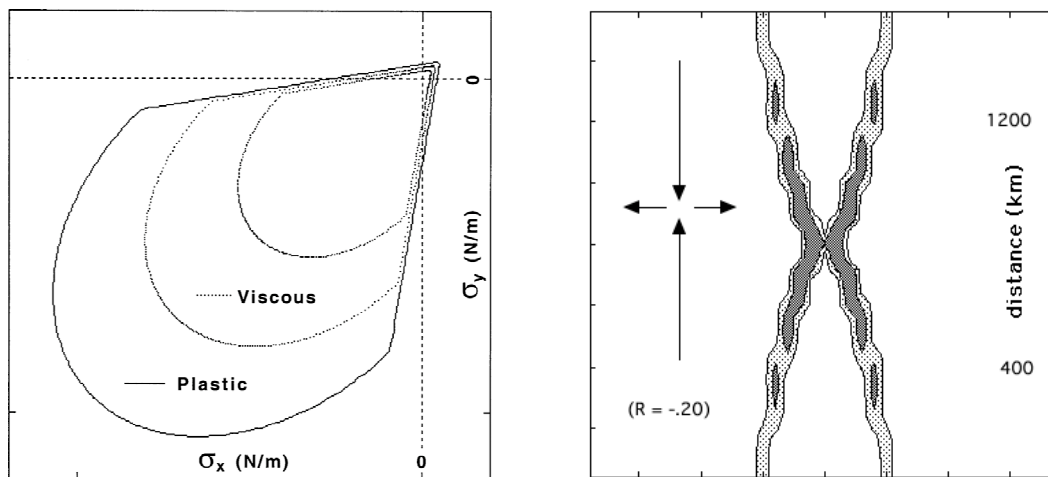 0
σy (N/m)
Viscous
Plastic
σx (N/m)
0
1200
distance (km)
400
(R = -.20)